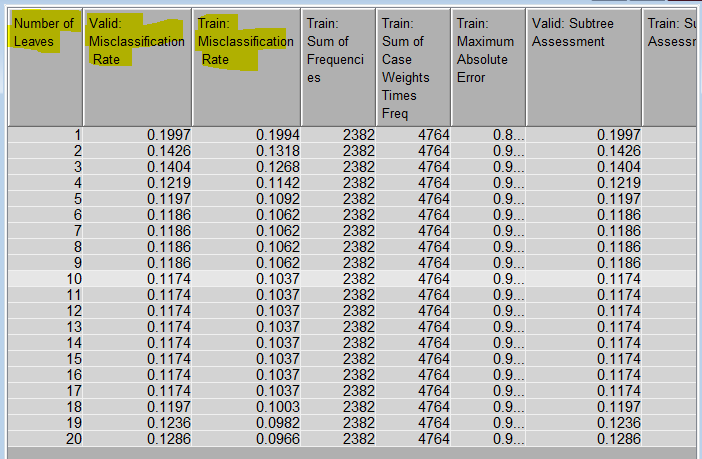 Number of Leaves | Valid: Misclassification Rate | Train: Misclassification Rate | Train: Sum of Frequenci es | Train: Sum of Case Weights Times Freq | Train: Maximum Absolute Error | Valid: Subtree Assessment | Train: Su Assessr
1 0.1997 0.1994 2382 4764 0.8... 0.1997
2 0.1426 0.1318 2382 4764 0.9... 0.1426
3 0.1404 0.1268 2382 4764 0.9... 0.1404
4 0.1219 0.1142 2382 4764 0.9... 0.1219
5 0.1197 0.1092 2382 4764 0.9... 0.1197
6 0.1186 0.1062 2382 4764 0.9... 0.1186
7 0.1186 0.1062 2382 4764 0.9... 0.1186
8 0.1186 0.1062 2382 4764 0.9... 0.1186
9 0.1186 0.1062 2382 4764 0.9... 0.1186
10 0.1174 0.1037 2382 4764 0.9... 0.1174
11 0.1174 0.1037 2382 4764 0.9... 0.1174
12 0.1174 0.1037 2382 4764 0.9... 0.1174
13 0.1174 0.1037 2382 4764 0.9... 0.1174
14 0.1174 0.1037 2382 4764 0.9... 0.1174
15 0.1174 0.1037 2382 4764 0.9... 0.1174
16 0.1174 0.1037 2382 4764 0.9... 0.1174
17 0.1174 0.1037 2382 4764 0.9... 0.1174
18 0.1197 0.1003 2382 4764 0.9... 0.1197
19 0.1236 0.0982 2382 4764 0.9... 0.1236
20 0.1286 0.0966 2382 4764 0.9... 0.1286